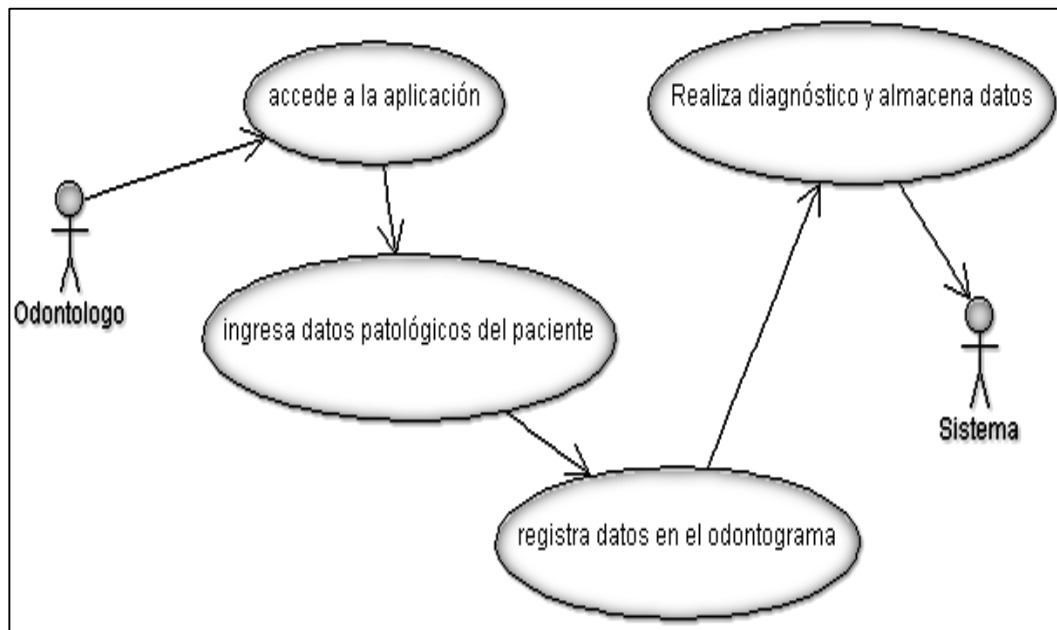 accede a la aplicación
Realiza diagnóstico y almacena datos
Odontologo
ingresa datos patológicos del paciente
Sistema
registra datos en el odontograma